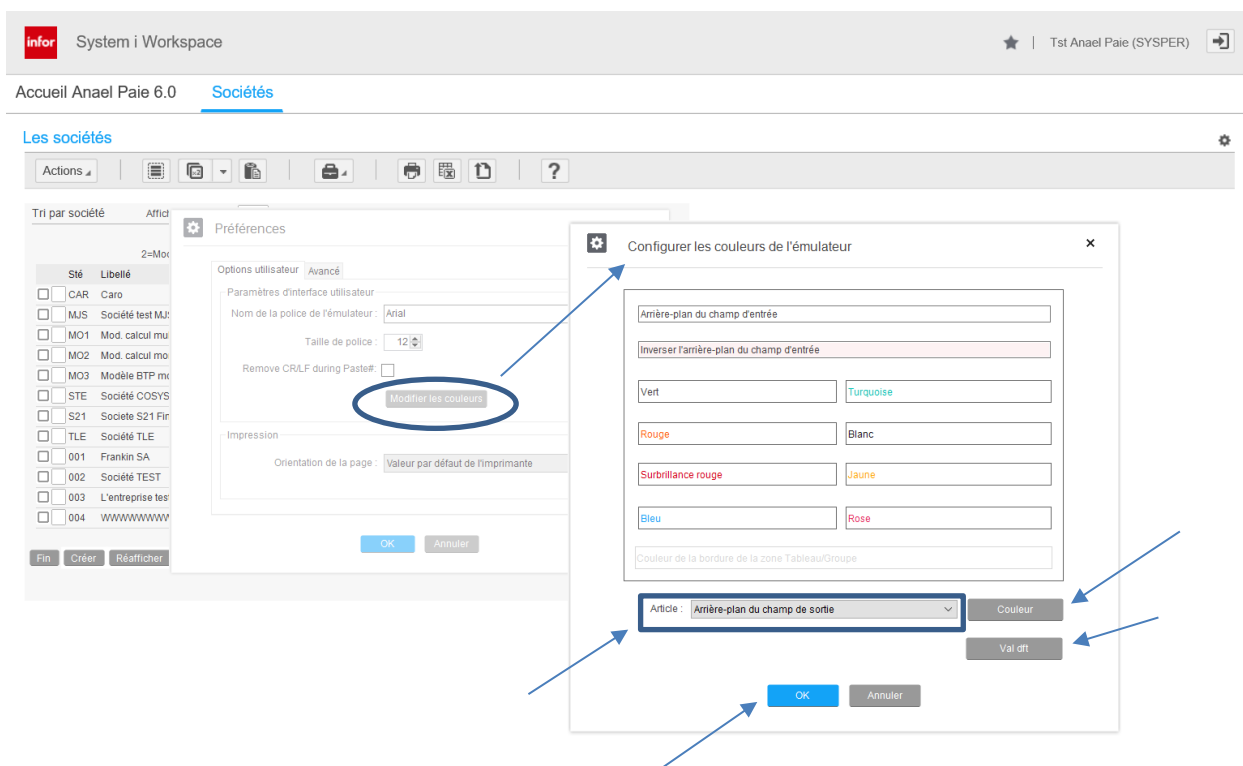 infor System i Workspace Tst Anael Paie (SYSPER)
Accueil Anael Paie 6.0 Sociétés
Les sociétés
Actions ?
Tri par société Affich
2=Mod
Sté Libellé
CAR Caro
MJS Société test MJS
MO1 Mod. calcul mul
MO2 Mod. calcul mo
MO3 Modèle BTP mo
STE Société COSYS
S21 Societe S21 Fin
TLE Société TLE
001 Frankin SA
002 Société TEST
003 L'entreprise test
004 WWWWWWWW
Fin Créer Réafficher
Préférences
Options utilisateur Avancé
Paramètres d'interface utilisateur
Nom de la police de l'émulateur : Arial
Taille de police : 12
Remove CR/LF during Paste#:
Modifier les couleurs
Impression
Orientation de la page : Valeur par défaut de l'imprimante
OK Annuler
Configurer les couleurs de l'émulateur ×
Arrière-plan du champ d'entrée
Inverser l'arrière-plan du champ d'entrée
Vert Turquoise
Rouge Blanc
Surbrillance rouge Jaune
Bleu Rose
Couleur de la bordure de la zone Tableau/Groupe
Article : Arrière-plan du champ de sortie Couleur
Val dft
OK Annuler